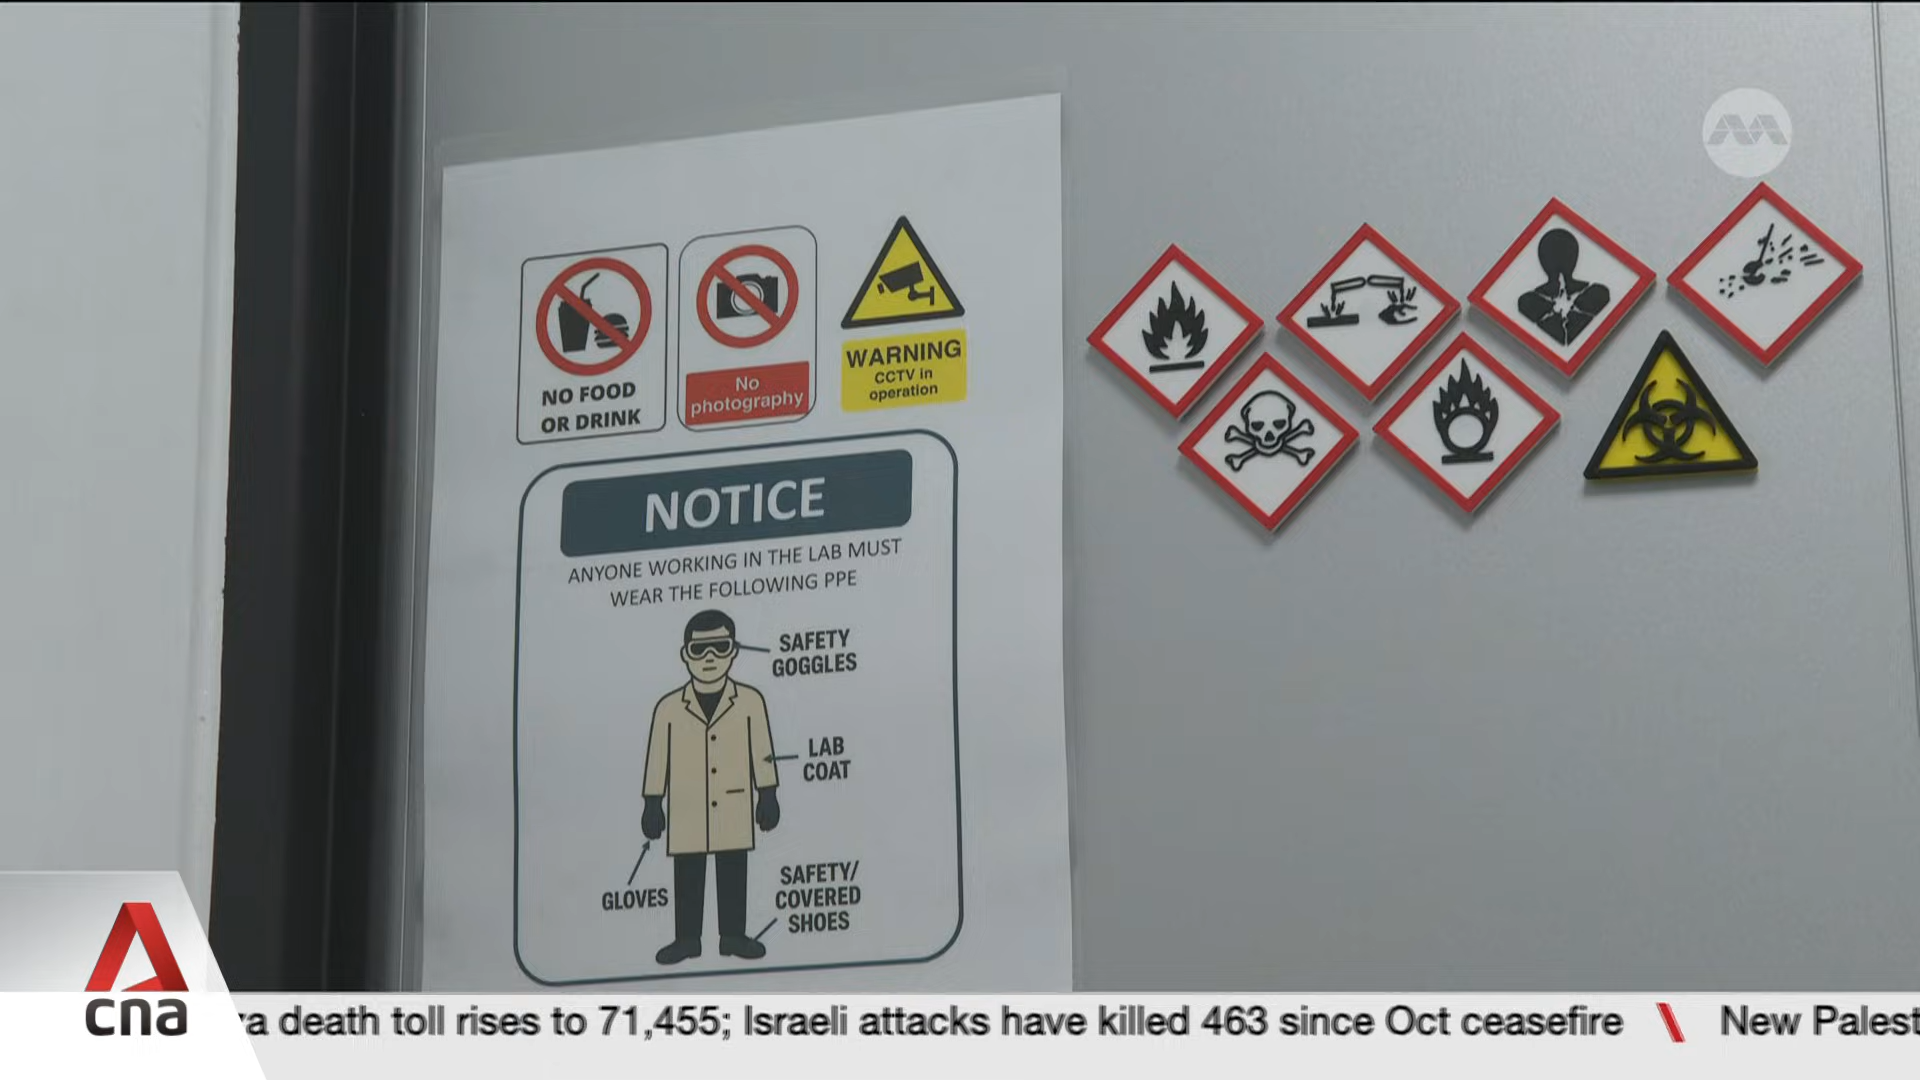 NO FOOD
OR DRINK
No
photography
WARNING
CCTV in
operation
NOTICE
ANYONE WORKING IN THE LAB MUST
WEAR THE FOLLOWING PPE
SAFETY
GOGGLES
LAB
COAT
GLOVES
SAFETY/
COVERED
SHOES
cna
death toll rises to 71,455; Israeli attacks have killed 463 since Oct ceasefire
New